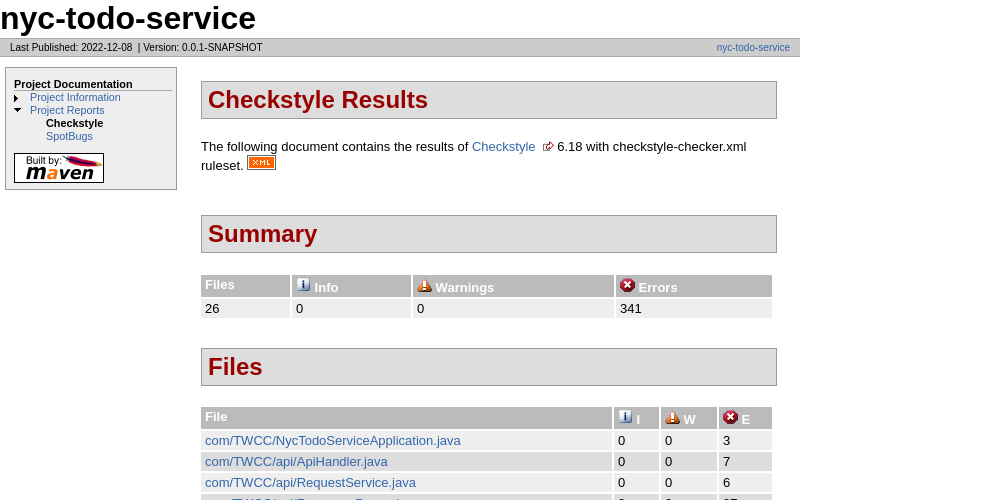 nyc-todo-service
Last Published: 2022-12-08 | Version: 0.0.1-SNAPSHOT
nyc-todo-service
Project Documentation
Project Information
Project Reports
Checkstyle
SpotBugs
Built by:
maven
Checkstyle Results
The following document contains the results of Checkstyle 6.18 with checkstyle-checker.xml
ruleset. XML
Summary
Files Info Warnings Errors
26 0 0 341
Files
File I W E
com/TWCC/NycTodoServiceApplication.java 0 0 3
com/TWCC/api/ApiHandler.java 0 0 7
com/TWCC/api/RequestService.java 0 0 6